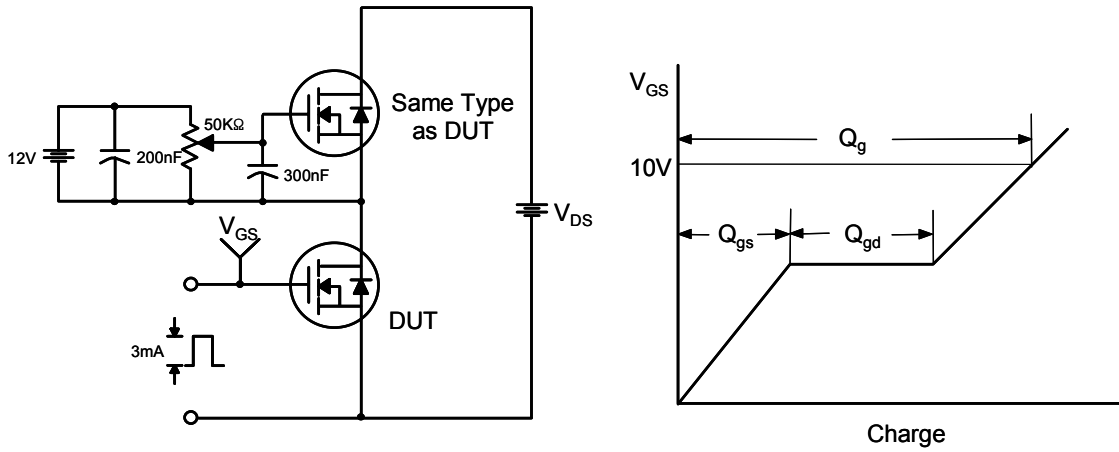 Same Type
as DUT
50KΩ
12V
200nF
300nF
V_GS
V_DS
DUT
3mA
V_GS
Q_g
10V
Q_gs
Q_gd
Charge